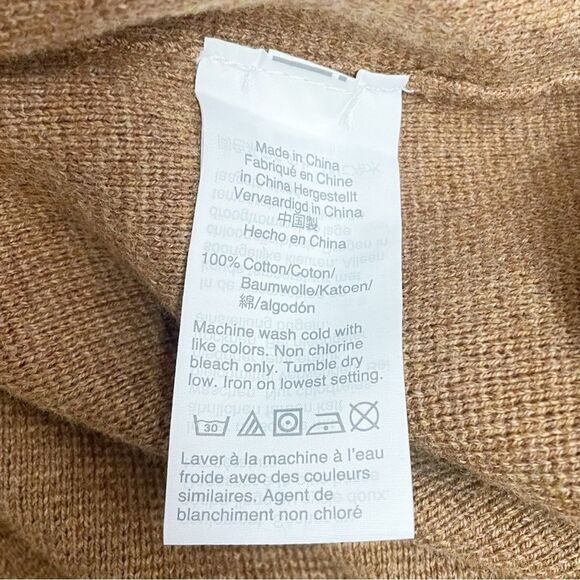 Made in China
Fabriqué en Chine
in China Hergestellt
Vervaardigd in China
中国製
Hecho en China
100% Cotton/Coton/
Baumwolle/Katoen/
綿/algodón
Machine wash cold with
like colors. Non chlorine
bleach only. Tumble dry
low. Iron on lowest setting.
30
Laver à la machine à l'eau
froide avec des couleurs
similaires. Agent de
blanchiment non chloré